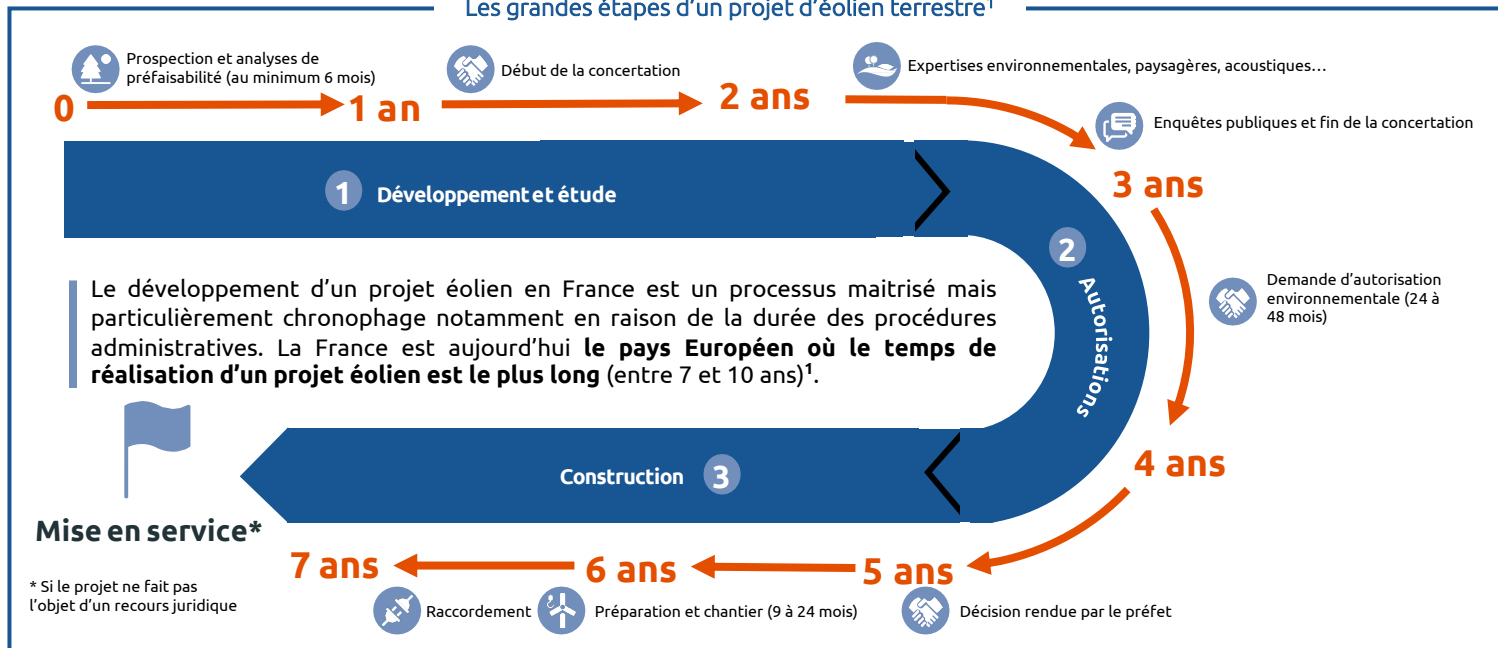 Les grandes étapes d'un projet d'éolien terrestre¹
Prospection et analyses de
préfaisabilité (au minimum 6 mois)
Début de la concertation
Expertises environnementales, paysagères, acoustiques…
0
1 an
2 ans
Enquêtes publiques et fin de la concertation
3 ans
1 Développement et étude
2 Autorisations
Demande d'autorisation
environnementale (24 à
48 mois)
Le développement d'un projet éolien en France est un processus maitrisé mais
particulièrement chronophage notamment en raison de la durée des procédures
administratives. La France est aujourd'hui le pays Européen où le temps de
réalisation d'un projet éolien est le plus long (entre 7 et 10 ans)¹.
4 ans
Construction 3
Mise en service*
7 ans
6 ans
5 ans
* Si le projet ne fait pas
l'objet d'un recours juridique
Raccordement
Préparation et chantier (9 à 24 mois)
Décision rendue par le préfet